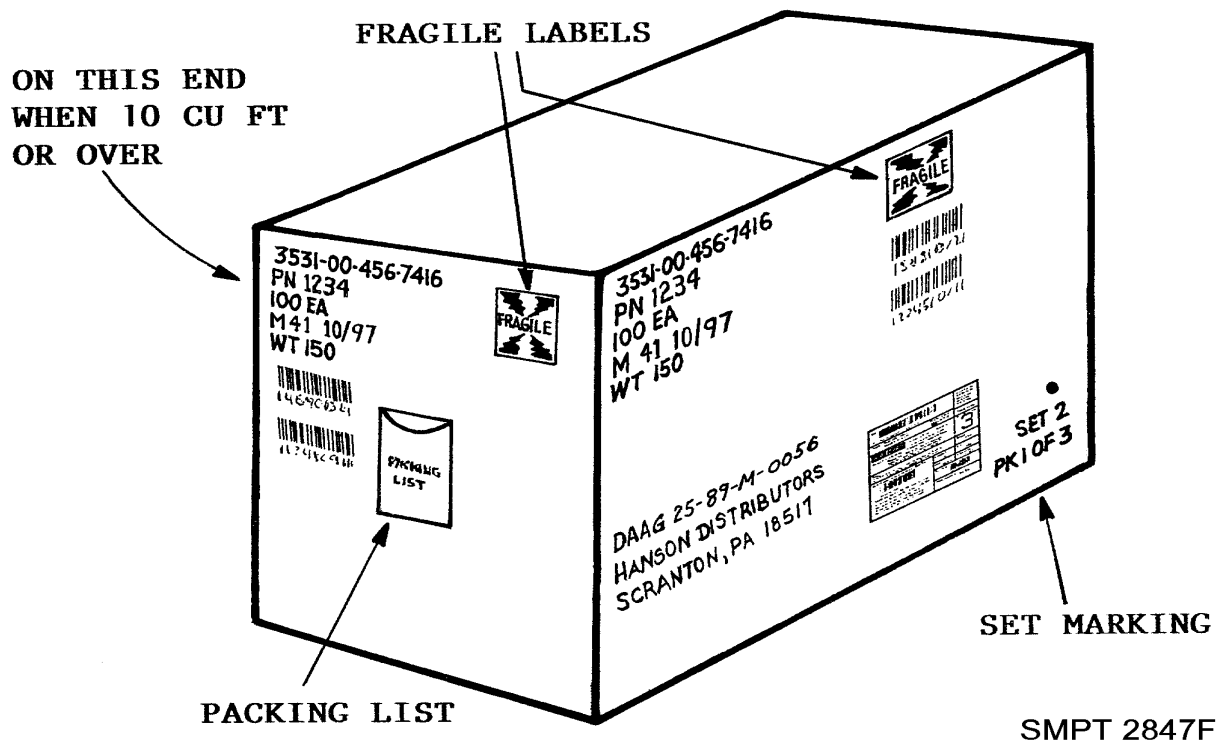 FRAGILE LABELS
ON THIS END
WHEN 10 CU FT
OR OVER
3531-00-456-7416
PN 1234
100 EA
M 41 10/97
WT 150
FRAGILE
PACKING
LIST
3531-00-456-7416
PN 1234
100 EA
M 41 10/97
WT 150
FRAGILE
DAAG 25-89-M-0056
HANSON DISTRIBUTORS
SCRANTON, PA 18517
3
SET 2
PK 1 OF 3
SET MARKING
PACKING LIST
SMPT 2847F